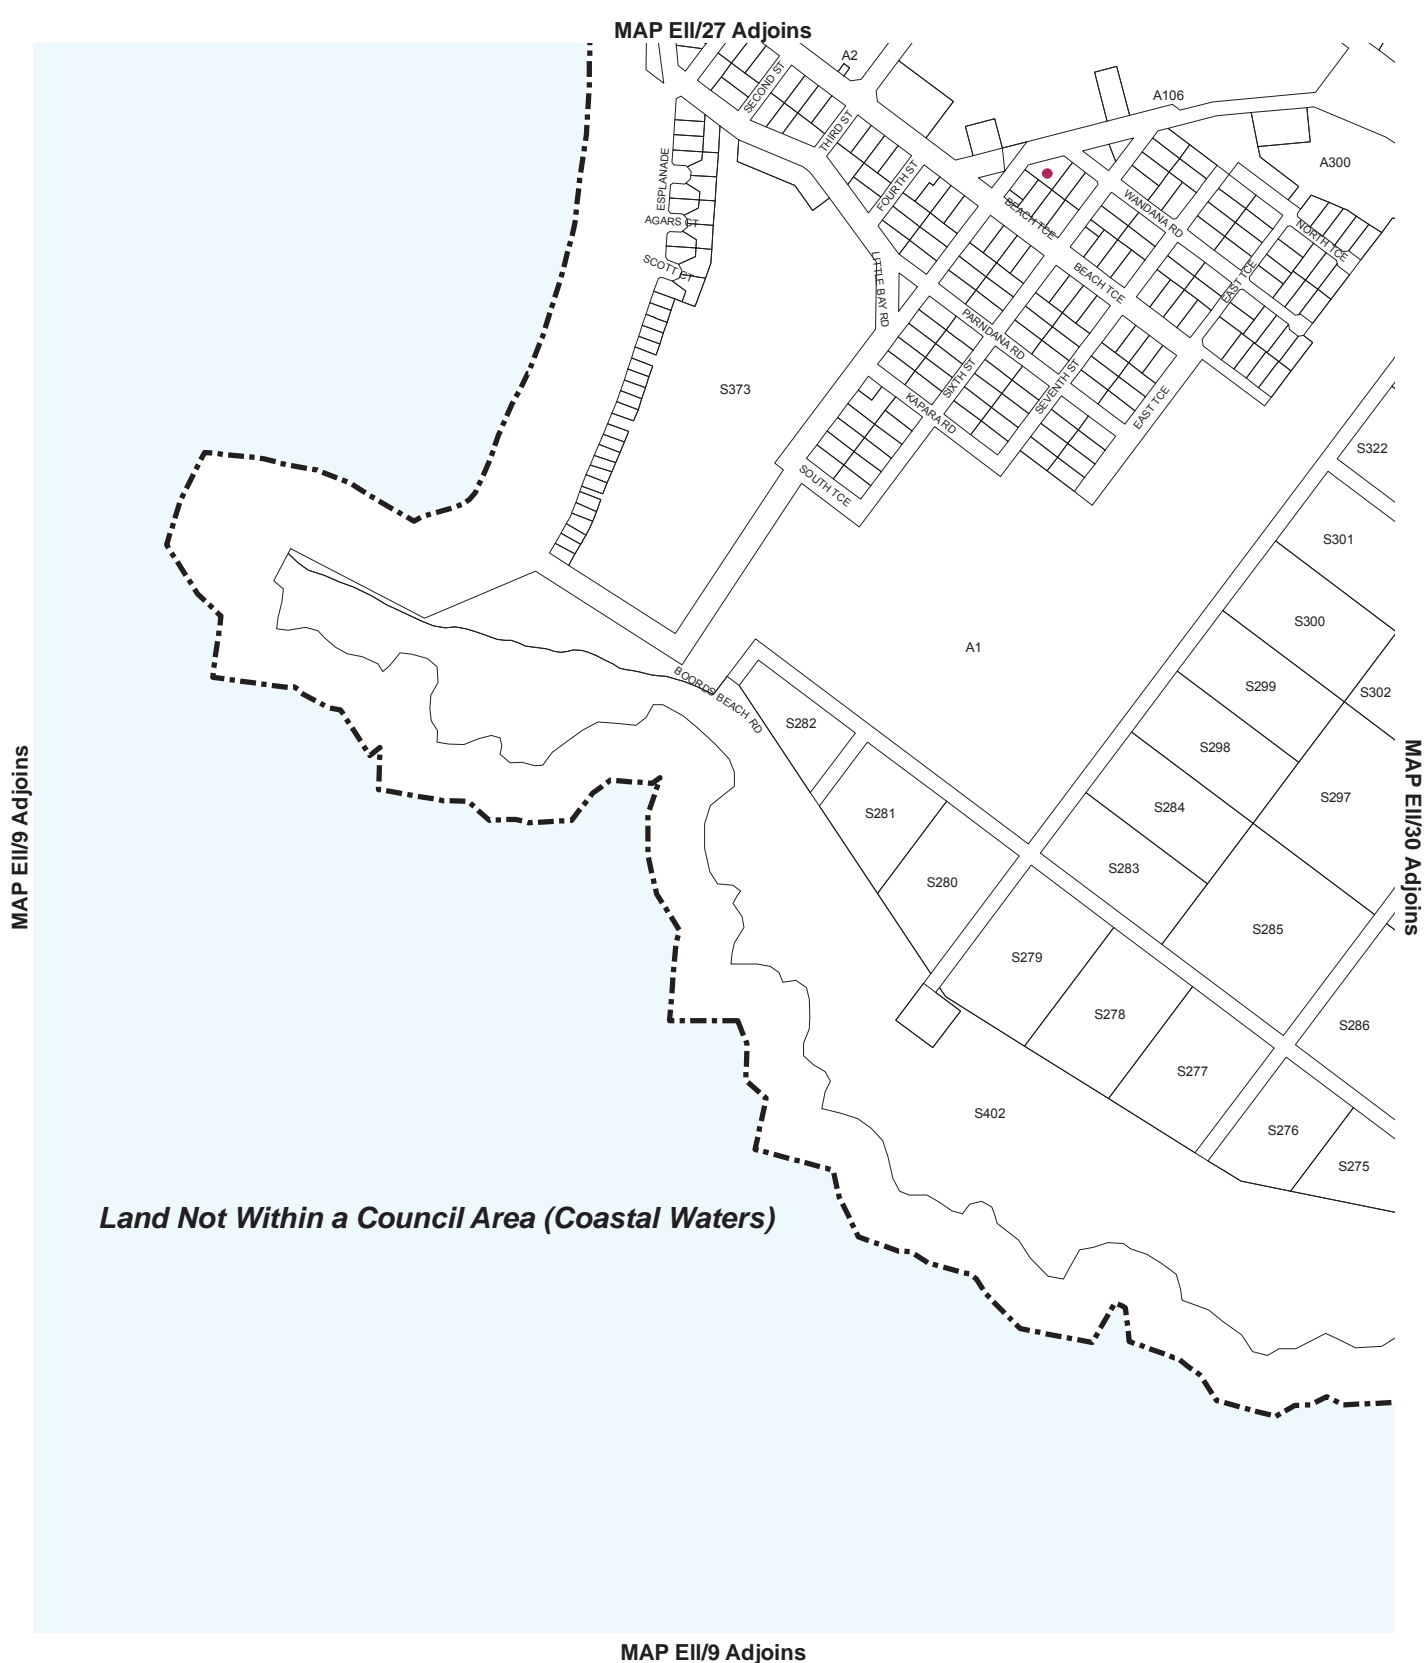 MAP Ell/27 Adjoins
A2
SECOND ST
A106
THIRD ST
A300
ESPLANADE
FOURTH ST
WANDANA RD
BEACH TCE
AGARS CT
NORTH TCE
SCOTT CT
LITTLE BAY RD
BEACH TCE
EAST TCE
PARNDANA RD
S373
SIXTH ST
SEVENTH ST
KAPARA RD
EAST TCE
S322
SOUTH TCE
S301
S300
A1
S299
S302
BOORDS BEACH RD
S282
S298
MAP Ell/9 Adjoins
MAP Ell/30 Adjoins
S297
S284
S281
S283
S280
S285
S279
S278
S286
S277
S402
S276
S275
Land Not Within a Council Area (Coastal Waters)
MAP Ell/9 Adjoins